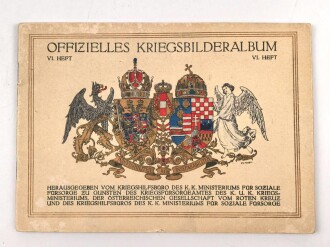 OFFIZIELLES KRIEGSBILDERALBUM
VI. HEFT VI. HEFT
HERAUSGEGEBEN VOM KRIEGSHILFSBÜRO DES K. K. MINISTERIUMS FÜR SOZIALE
FÜRSORGE ZU GUNSTEN DES KRIEGSFÜRSORGEAMTES DES K. U. K. KRIEGS-
MINISTERIUMS, DER ÖSTERREICHISCHEN GESELLSCHAFT VOM ROTEN KREUZ
UND DES KRIEGSHILFSBÜROS DES K. K. MINISTERIUMS FÜR SOZIALE FÜRSORGE